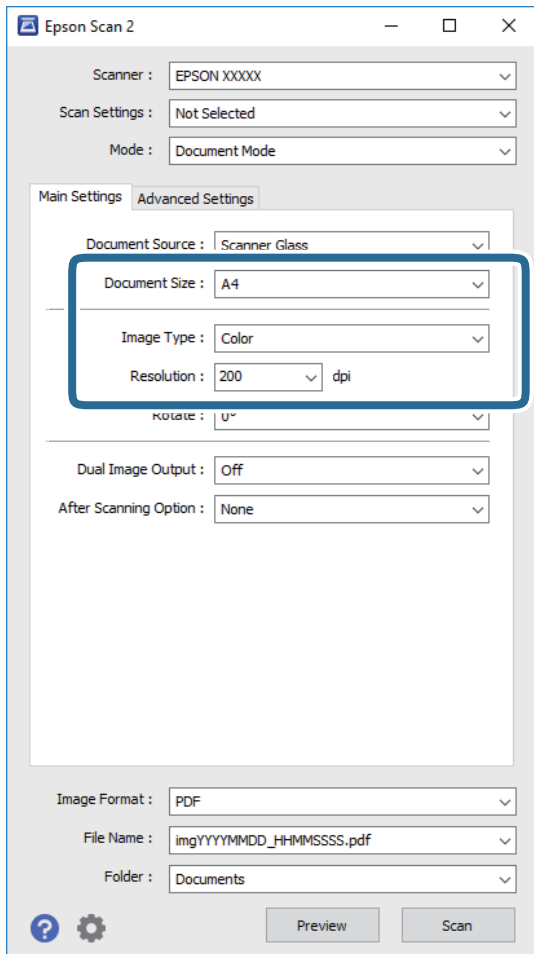 Epson Scan 2
Scanner : EPSON XXXXX
Scan Settings : Not Selected
Mode : Document Mode
Main Settings Advanced Settings
Document Source : Scanner Glass
Document Size : A4
Image Type : Color
Resolution : 200 dpi
Rotate : 0°
Dual Image Output : Off
After Scanning Option : None
Image Format : PDF
File Name : imgYYYYMMDD_HHMMSSSS.pdf
Folder : Documents
? Preview Scan